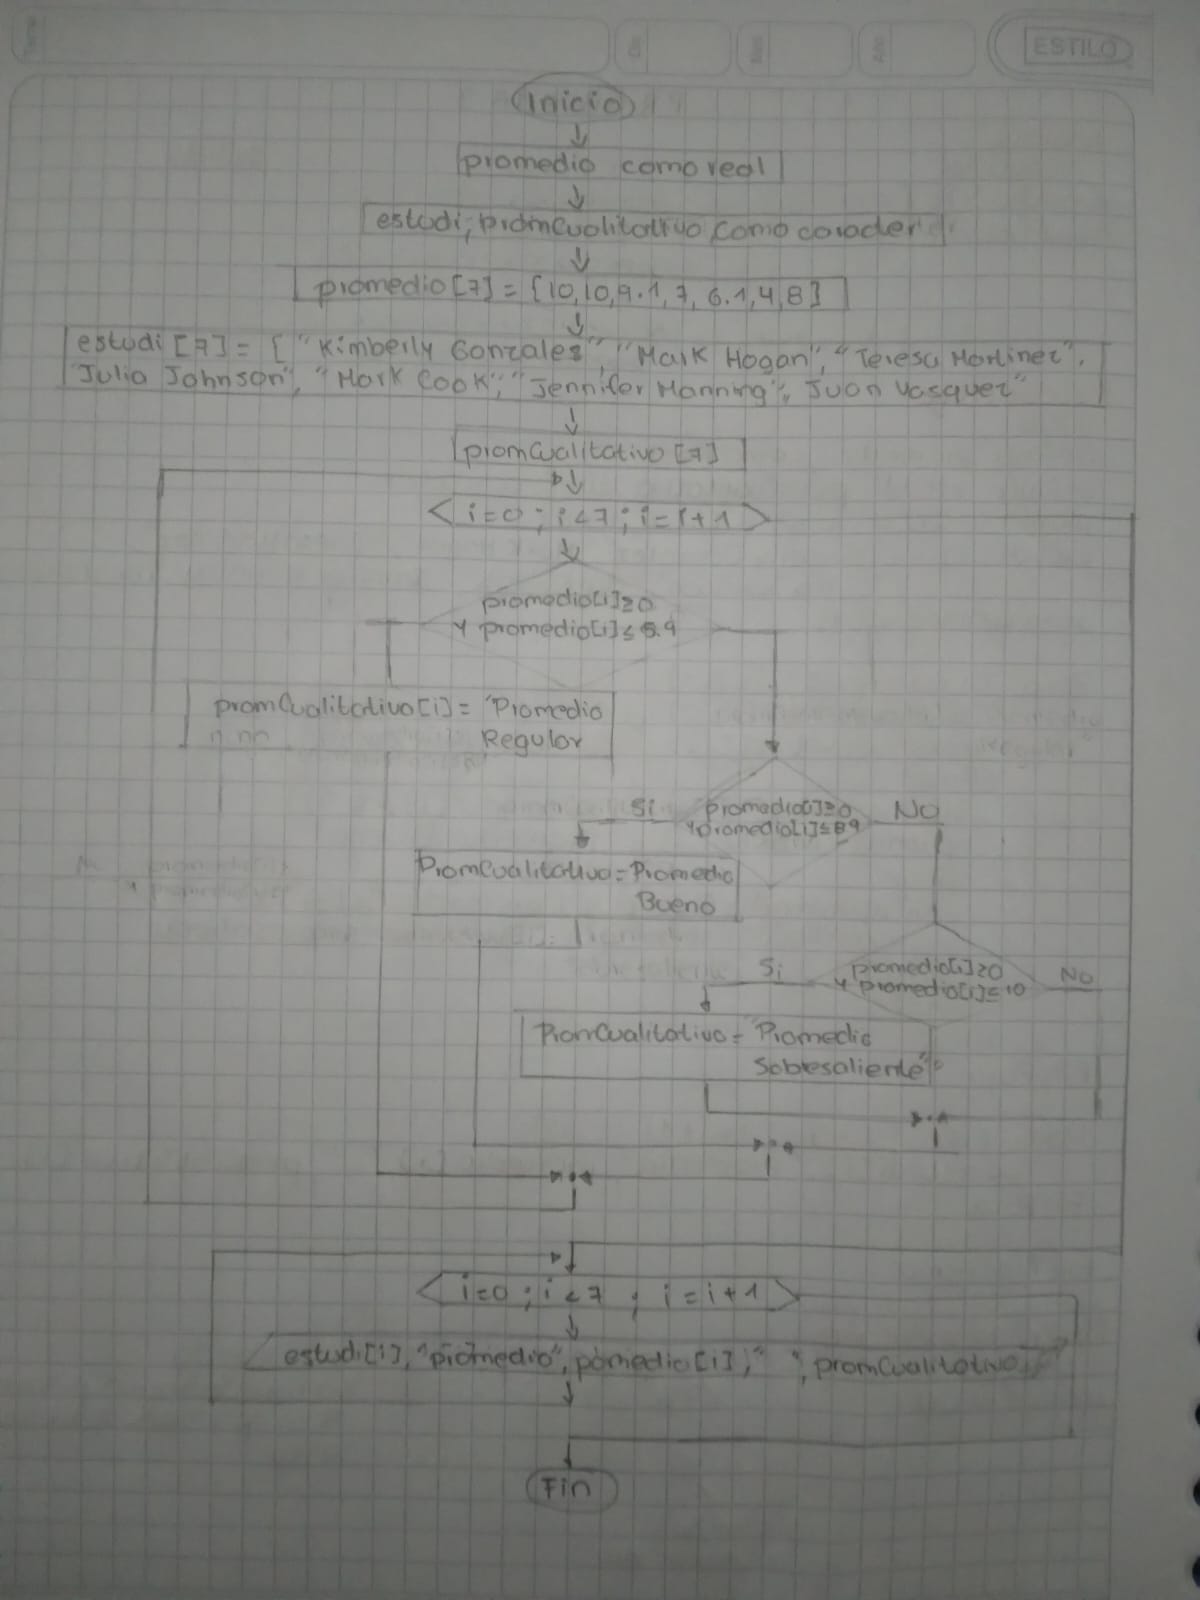 ESTILO
Inicio
promedio como real
estudi, promCualitativo como caracter
promedio [7] = {10,10,9.1,7,6.1,4,8}
estudi [7] = { "Kimberly Gonzales", "Mark Hogan", "Teresa Martinez",
"Julia Johnson", "Mark Cook", "Jennifer Manning", Juan Vasquez"
promCualitativo [7]
i=0 ; i<7 ; i=i+1
promedio[i]≥0
y promedio[i]≤5.9
promCualitativo[i] = "Promedio
Regular
Si
promedio[i]≥0
y promedio[i]≤8.9
No
PromCualitativo=Promedio
Bueno
Si
promedio[i]≥0
y promedio[i]≤10
No
PromCualitativo= "Promedio
Sobresaliente"
i=0 ; i<7 ; i=i+1
estudi[i], "promedio", pomedio[i], " ", promCualitativo
Fin